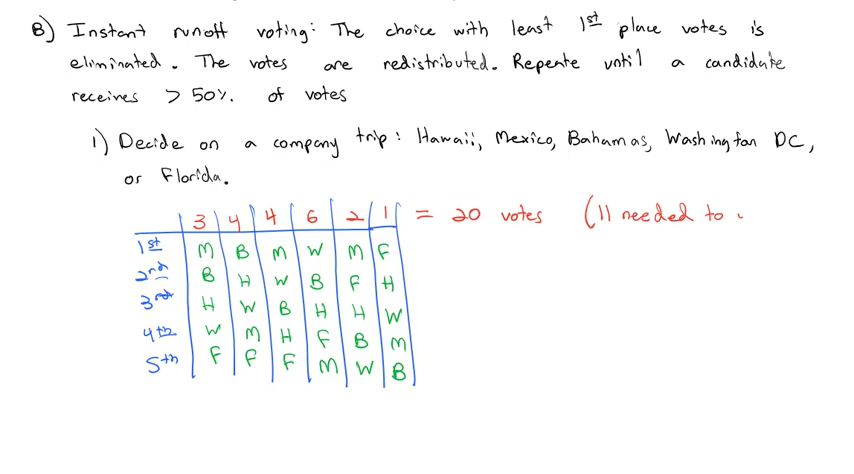 B) Instant runoff voting: The choice with least 1st place votes is
eliminated. The votes are redistributed. Repeate until a candidate
receives > 50% of votes
1) Decide on a company trip: Hawaii, Mexico, Bahamas, Washington DC,
or Florida.
3 4 4 6 2 1 = 20 votes (11 needed to
1st M B M W M F
2nd B H W B F H
3rd H W B H H W
4th W M H F B M
5th F F F M W B